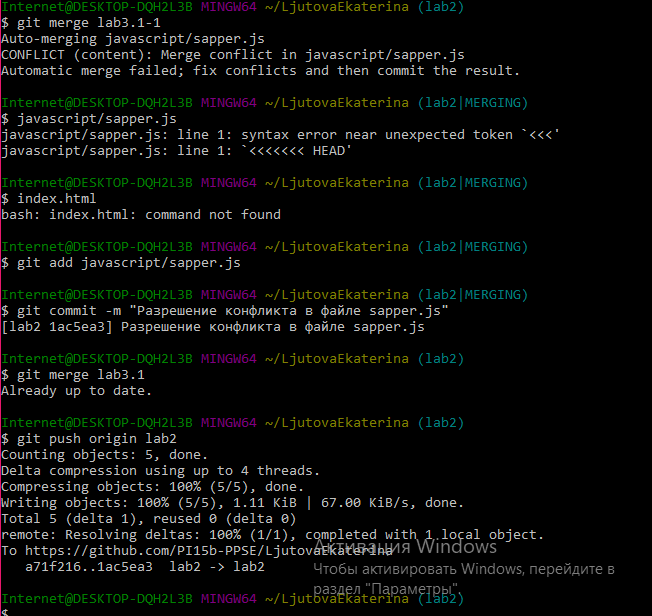 Internet@DESKTOP-DQH2L3B MINGW64 ~/LjutovaEkaterina (lab2)
$ git merge lab3.1-1
Auto-merging javascript/sapper.js
CONFLICT (content): Merge conflict in javascript/sapper.js
Automatic merge failed; fix conflicts and then commit the result.
Internet@DESKTOP-DQH2L3B MINGW64 ~/LjutovaEkaterina (lab2|MERGING)
$ javascript/sapper.js
javascript/sapper.js: line 1: syntax error near unexpected token `<<<'
javascript/sapper.js: line 1: `<<<<<<< HEAD'
Internet@DESKTOP-DQH2L3B MINGW64 ~/LjutovaEkaterina (lab2|MERGING)
$ index.html
bash: index.html: command not found
Internet@DESKTOP-DQH2L3B MINGW64 ~/LjutovaEkaterina (lab2|MERGING)
$ git add javascript/sapper.js
Internet@DESKTOP-DQH2L3B MINGW64 ~/LjutovaEkaterina (lab2|MERGING)
$ git commit -m "Разрешение конфликта в файле sapper.js"
[lab2 1ac5ea3] Разрешение конфликта в файле sapper.js
Internet@DESKTOP-DQH2L3B MINGW64 ~/LjutovaEkaterina (lab2)
$ git merge lab3.1
Already up to date.
Internet@DESKTOP-DQH2L3B MINGW64 ~/LjutovaEkaterina (lab2)
$ git push origin lab2
Counting objects: 5, done.
Delta compression using up to 4 threads.
Compressing objects: 100% (5/5), done.
Writing objects: 100% (5/5), 1.11 KiB | 67.00 KiB/s, done.
Total 5 (delta 1), reused 0 (delta 0)
remote: Resolving deltas: 100% (1/1), completed with 1 local object.
To https://github.com/PI15b-PPSE/LjutovaEkaterina
Активация Windows
a71f216..1ac5ea3  lab2 -> lab2
Чтобы активировать Windows, перейдите в
раздел "Параметры"
Internet@DESKTOP-DQH2L3B MINGW64 ~/LjutovaEkaterina (lab2)
$